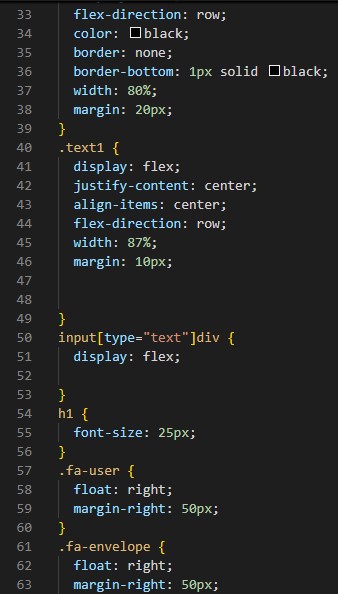 33 flex-direction: row;
34 color: black;
35 border: none;
36 border-bottom: 1px solid black;
37 width: 80%;
38 margin: 20px;
39 }
40 .text1 {
41 display: flex;
42 justify-content: center;
43 align-items: center;
44 flex-direction: row;
45 width: 87%;
46 margin: 10px;
47
48
49 }
50 input[type="text"]div {
51 display: flex;
52
53 }
54 h1 {
55 font-size: 25px;
56 }
57 .fa-user {
58 float: right;
59 margin-right: 50px;
60 }
61 .fa-envelope {
62 float: right;
63 margin-right: 50px;